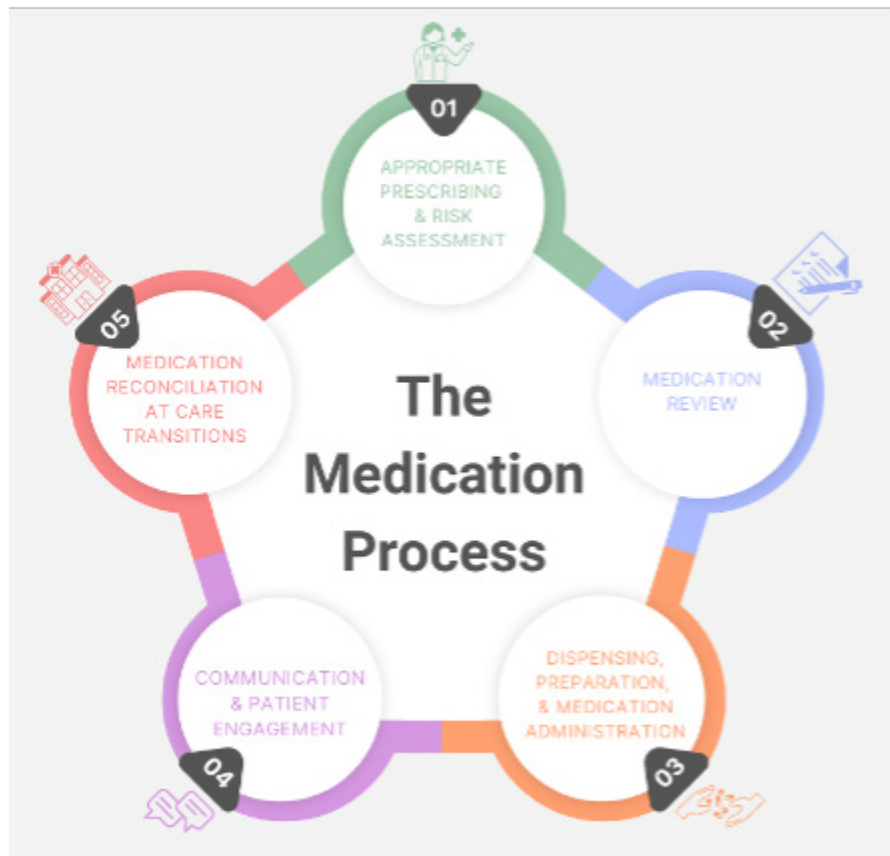 01
APPROPRIATE
PRESCRIBING
& RISK
ASSESSMENT
02
MEDICATION
REVIEW
03
DISPENSING,
PREPARATION,
& MEDICATION
ADMINISTRATION
04
COMMUNICATION
& PATIENT
ENGAGEMENT
05
MEDICATION
RECONCILIATION
AT CARE
TRANSITIONS
The
Medication
Process